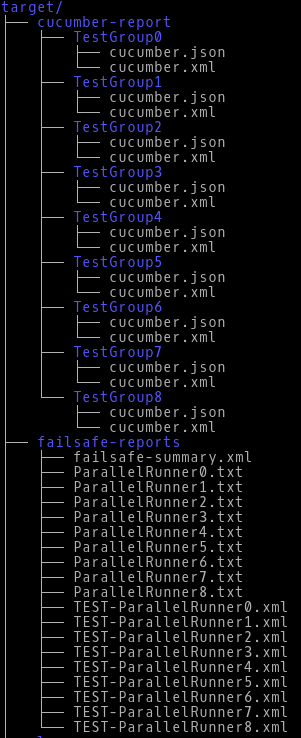 target/
├── cucumber-report
│   ├── TestGroup0
│   │   ├── cucumber.json
│   │   └── cucumber.xml
│   ├── TestGroup1
│   │   ├── cucumber.json
│   │   └── cucumber.xml
│   ├── TestGroup2
│   │   ├── cucumber.json
│   │   └── cucumber.xml
│   ├── TestGroup3
│   │   ├── cucumber.json
│   │   └── cucumber.xml
│   ├── TestGroup4
│   │   ├── cucumber.json
│   │   └── cucumber.xml
│   ├── TestGroup5
│   │   ├── cucumber.json
│   │   └── cucumber.xml
│   ├── TestGroup6
│   │   ├── cucumber.json
│   │   └── cucumber.xml
│   ├── TestGroup7
│   │   ├── cucumber.json
│   │   └── cucumber.xml
│   └── TestGroup8
│       ├── cucumber.json
│       └── cucumber.xml
├── failsafe-reports
│   ├── failsafe-summary.xml
│   ├── ParallelRunner0.txt
│   ├── ParallelRunner1.txt
│   ├── ParallelRunner2.txt
│   ├── ParallelRunner3.txt
│   ├── ParallelRunner4.txt
│   ├── ParallelRunner5.txt
│   ├── ParallelRunner6.txt
│   ├── ParallelRunner7.txt
│   ├── ParallelRunner8.txt
│   ├── TEST-ParallelRunner0.xml
│   ├── TEST-ParallelRunner1.xml
│   ├── TEST-ParallelRunner2.xml
│   ├── TEST-ParallelRunner3.xml
│   ├── TEST-ParallelRunner4.xml
│   ├── TEST-ParallelRunner5.xml
│   ├── TEST-ParallelRunner6.xml
│   ├── TEST-ParallelRunner7.xml
│   └── TEST-ParallelRunner8.xml